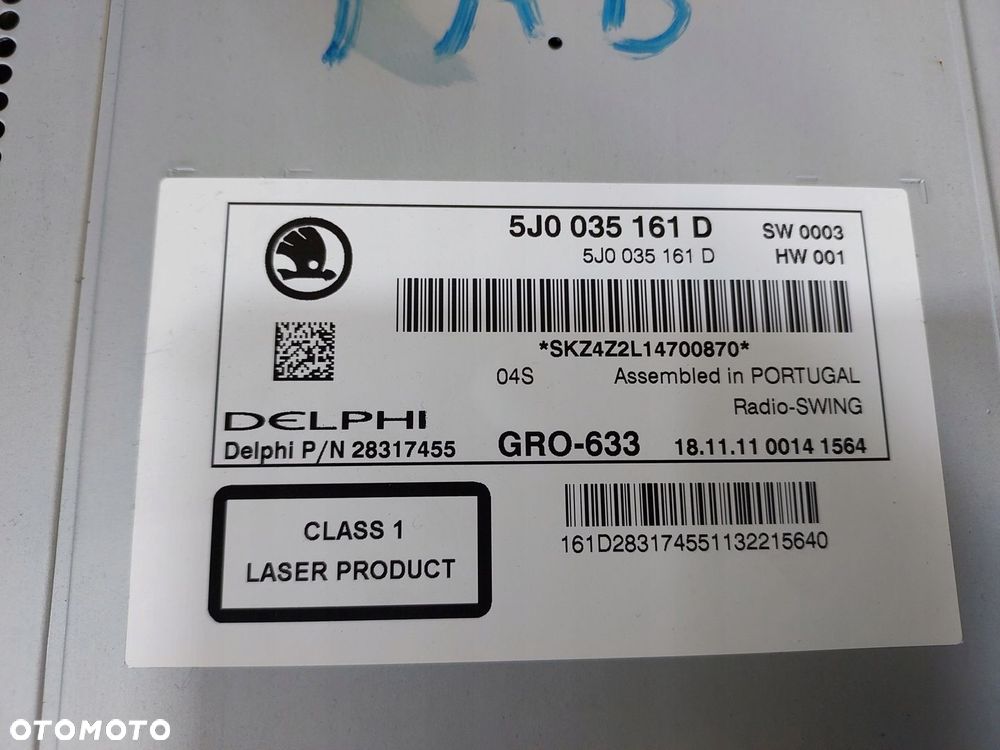 5J0 035 161 D SW 0003
5J0 035 161 D HW 001
*SKZ4Z2L14700870*
04S Assembled in PORTUGAL
Radio-SWING
DELPHI
Delphi P/N 28317455 GRO-633 18.11.11 0014 1564
CLASS 1
LASER PRODUCT
161D283174551132215640
OTOMOTO